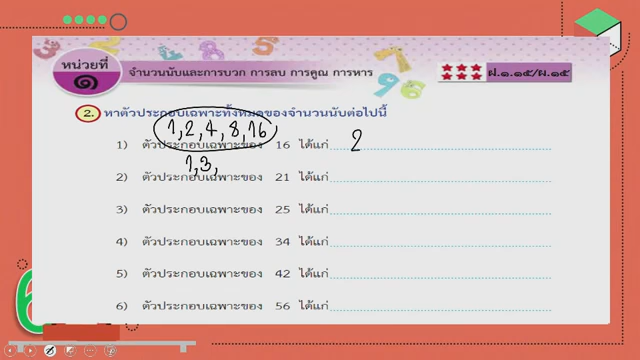 หน่วยที่
๑
จำนวนนับและการบวก การลบ การคูณ การหาร
ฝ.๑.๑๕/ผ.๑๕
2. หาตัวประกอบเฉพาะทั้งหมดของจำนวนนับต่อไปนี้
1, 2, 4, 8, 16
1) ตัวประกอบเฉพาะของ 16 ได้แก่ 2
1, 3,
2) ตัวประกอบเฉพาะของ 21 ได้แก่
3) ตัวประกอบเฉพาะของ 25 ได้แก่
4) ตัวประกอบเฉพาะของ 34 ได้แก่
5) ตัวประกอบเฉพาะของ 42 ได้แก่
6) ตัวประกอบเฉพาะของ 56 ได้แก่